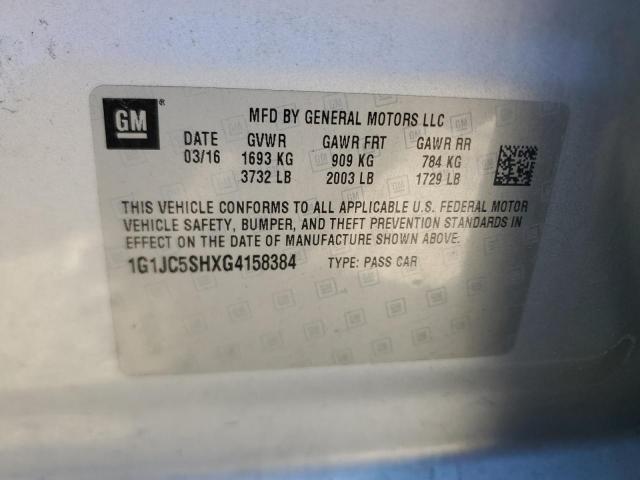 GM ®
MFD BY GENERAL MOTORS LLC
DATE GVWR GAWR FRT GAWR RR
03/16 1693 KG 909 KG 784 KG
3732 LB 2003 LB 1729 LB
THIS VEHICLE CONFORMS TO ALL APPLICABLE U.S. FEDERAL MOTOR
VEHICLE SAFETY, BUMPER, AND THEFT PREVENTION STANDARDS IN
EFFECT ON THE DATE OF MANUFACTURE SHOWN ABOVE.
1G1JC5SHXG4158384 TYPE: PASS CAR